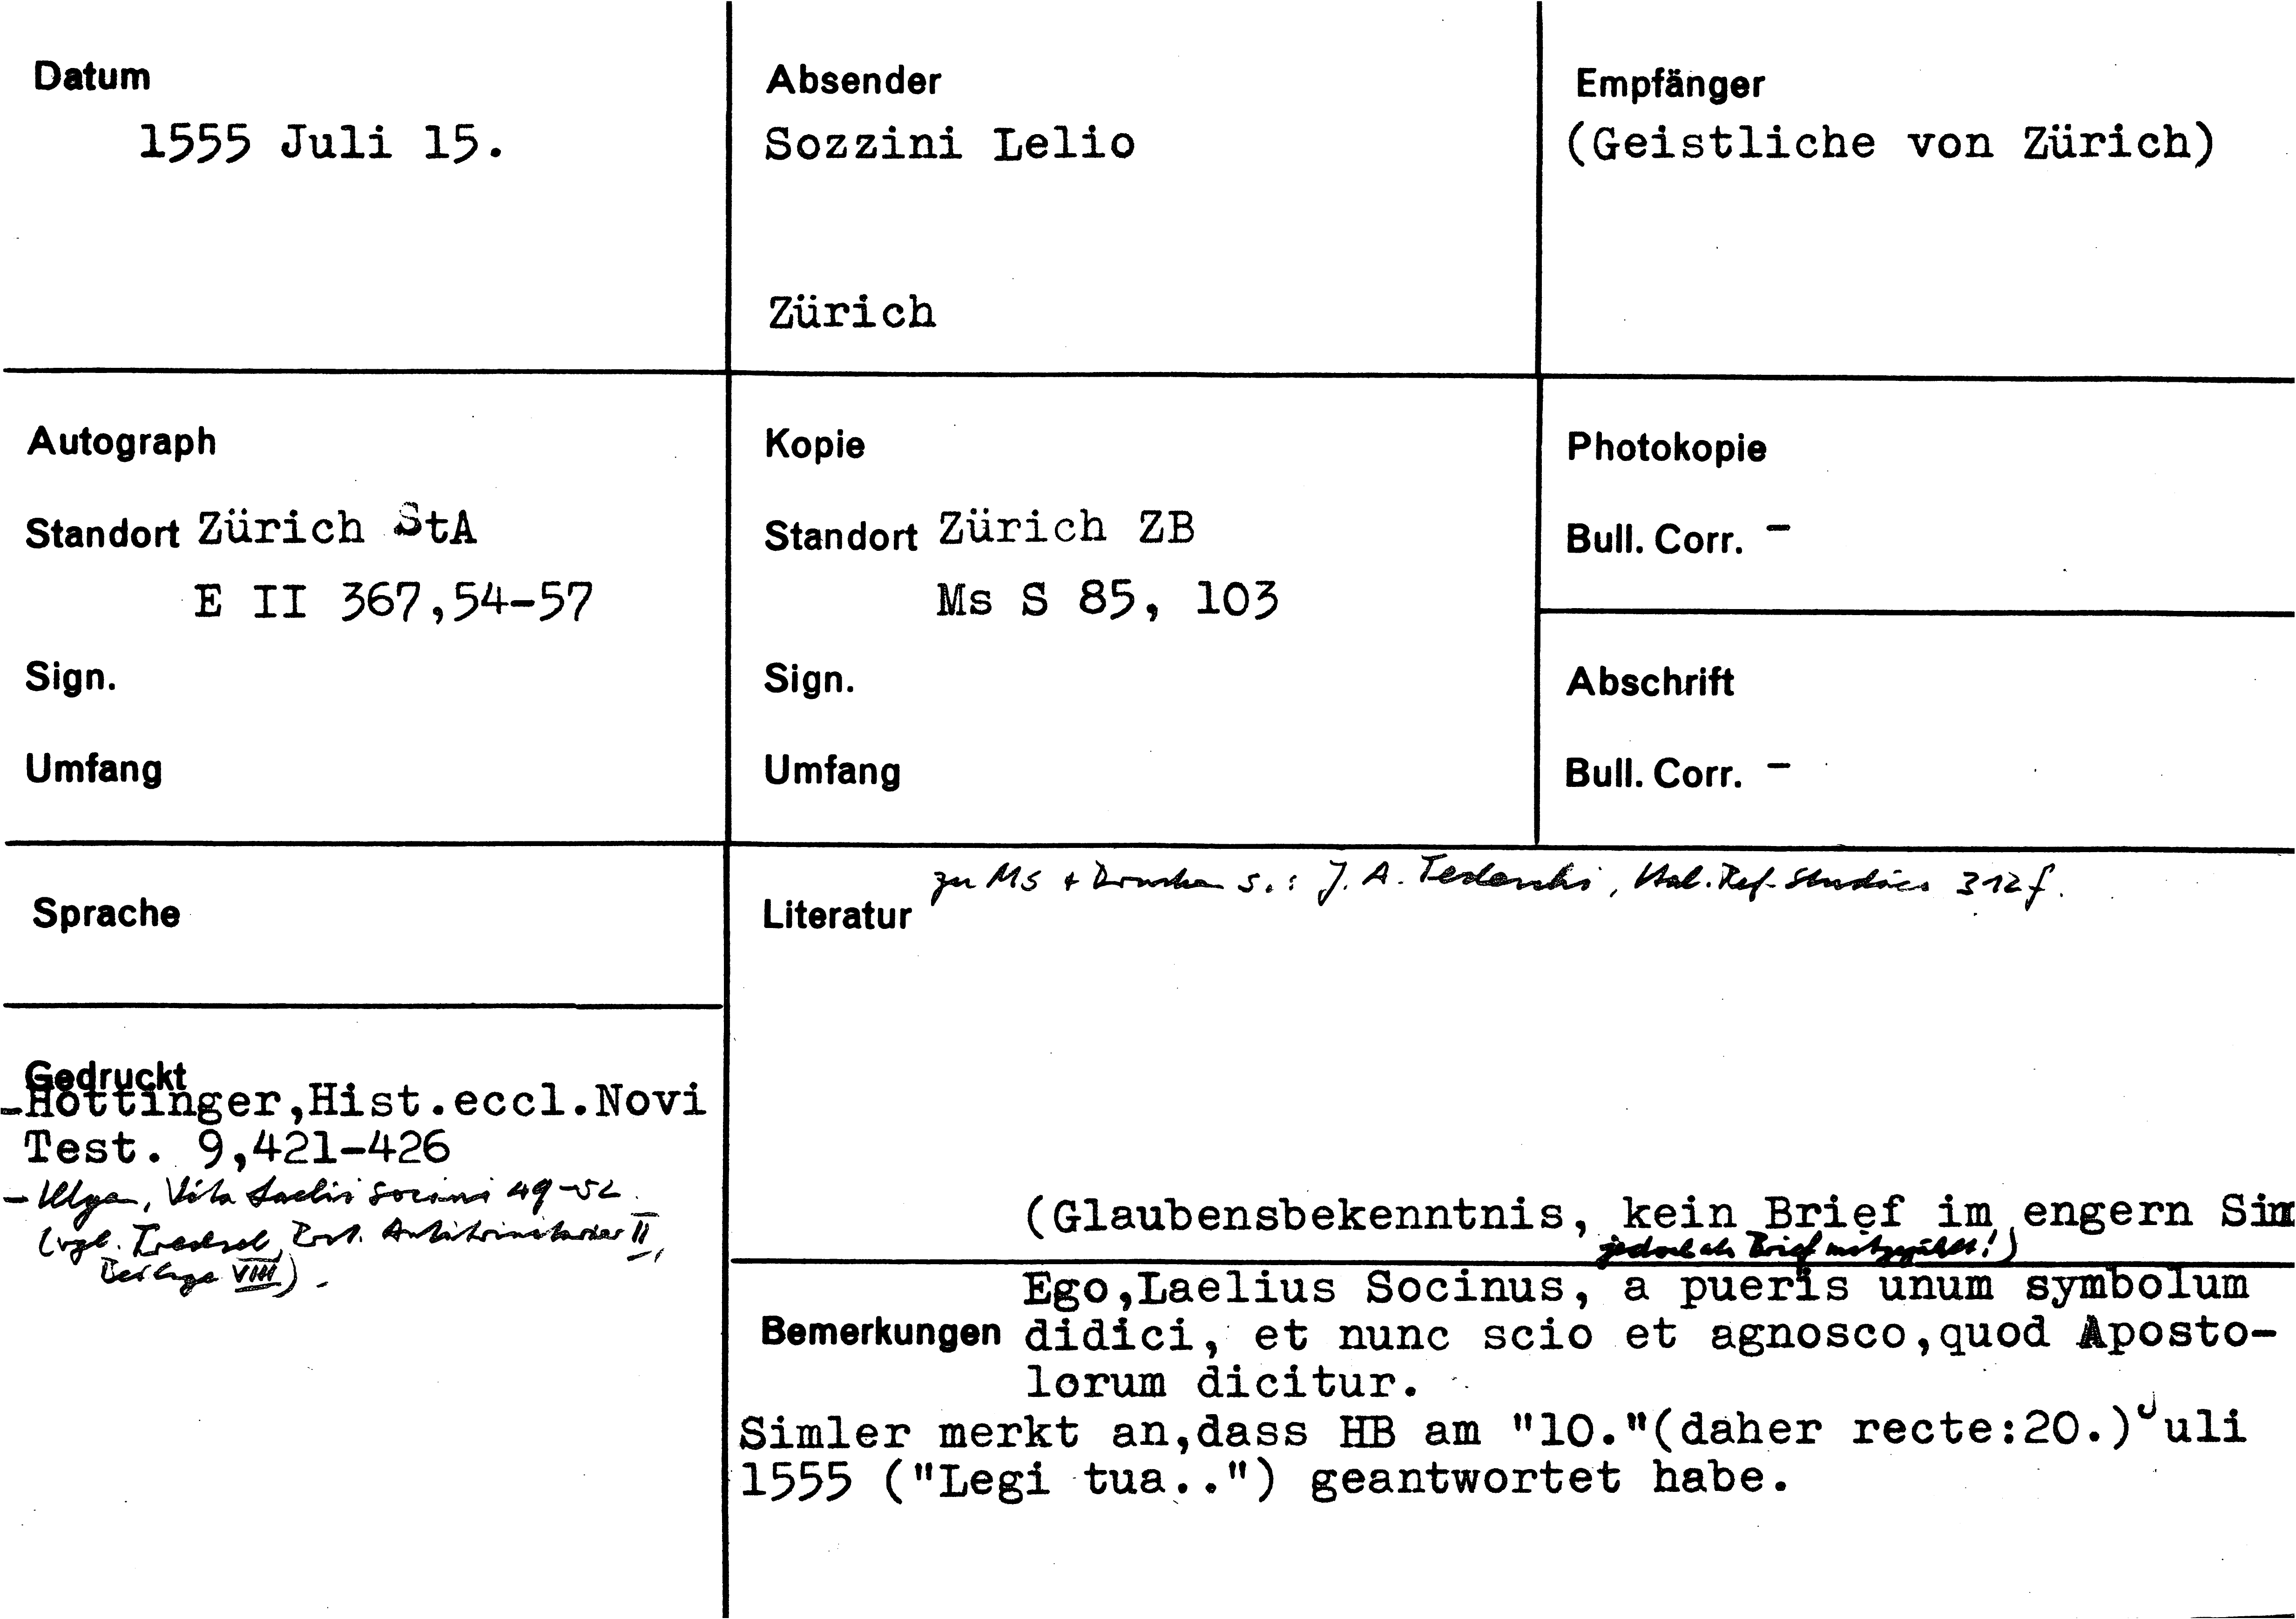 Datum
1555 Juli 15.
Absender
Sozzini Lelio
Zürich
Empfänger
(Geistliche von Zürich)
Autograph
Standort Zürich StA
E II 367,54-57
Sign.
Umfang
Kopie
Standort Zürich ZB
Ms S 85, 103
Sign.
Umfang
Photokopie
Bull. Corr. -
Abschrift
Bull. Corr. -
Sprache
Gedruckt
-Hottinger,Hist.eccl.Novi
Test. 9,421-426
- Illgen, Vita Laelii Socini 49-52
(vgl. Trechsel, Prot. Antitrinitarier II,
Beilage VIII).
zu Ms + Drucken s.: J. A. Tedeschi, Ital. Ref. Studies 312 f.
Literatur
(Glaubensbekenntnis, kein Brief im engern Sinn
jedoch als Brief mitgezählt!)
Ego,Laelius Socinus, a pueris unum symbolum
Bemerkungen didici, et nunc scio et agnosco,quod Aposto-
lorum dicitur.
Simler merkt an,dass HB am "10."(daher recte:20.)Juli
1555 ("Legi tua..") geantwortet habe.